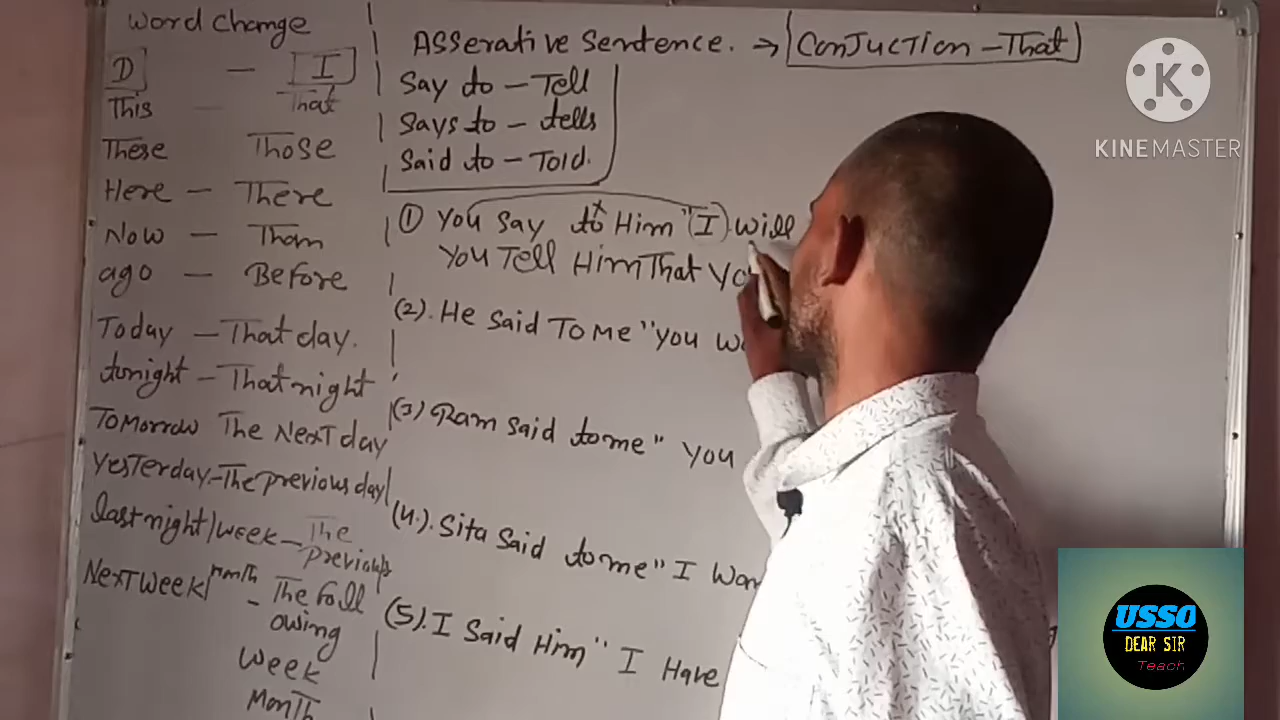 word change
D — I
This — That
These Those
Here — There
Now — Than
ago — Before
Today — That day.
tonight — That night
Tomorrow The Next day
Yesterday - The previous day
last night/week — The previous
Next week/month - The following week month
Asserative Sentence. → Conjuction - That
Say to - Tell
Says to - tells
Said to - Told.
① You say to Him "I will
You Tell Him That Yo
(2). He said To Me "you w
(3) Ram said to me " you
(4.). Sita Said to me " I Wan
(5). I Said Him " I Have
K
KINEMASTER
USSO
DEAR SIR
Teach